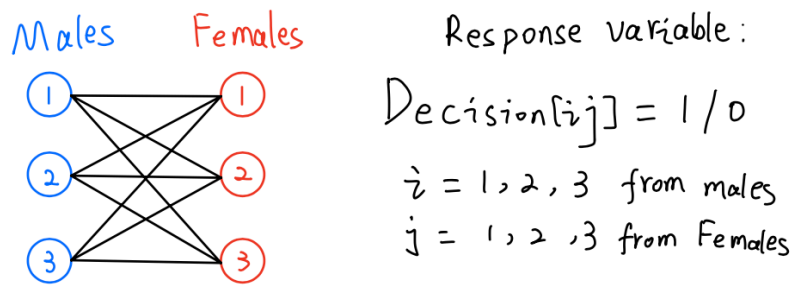 Males Females
1 1
2 2
3 3
Response variable:
Decision[ij] = 1/0
i = 1, 2, 3 from males
j = 1, 2, 3 from Females